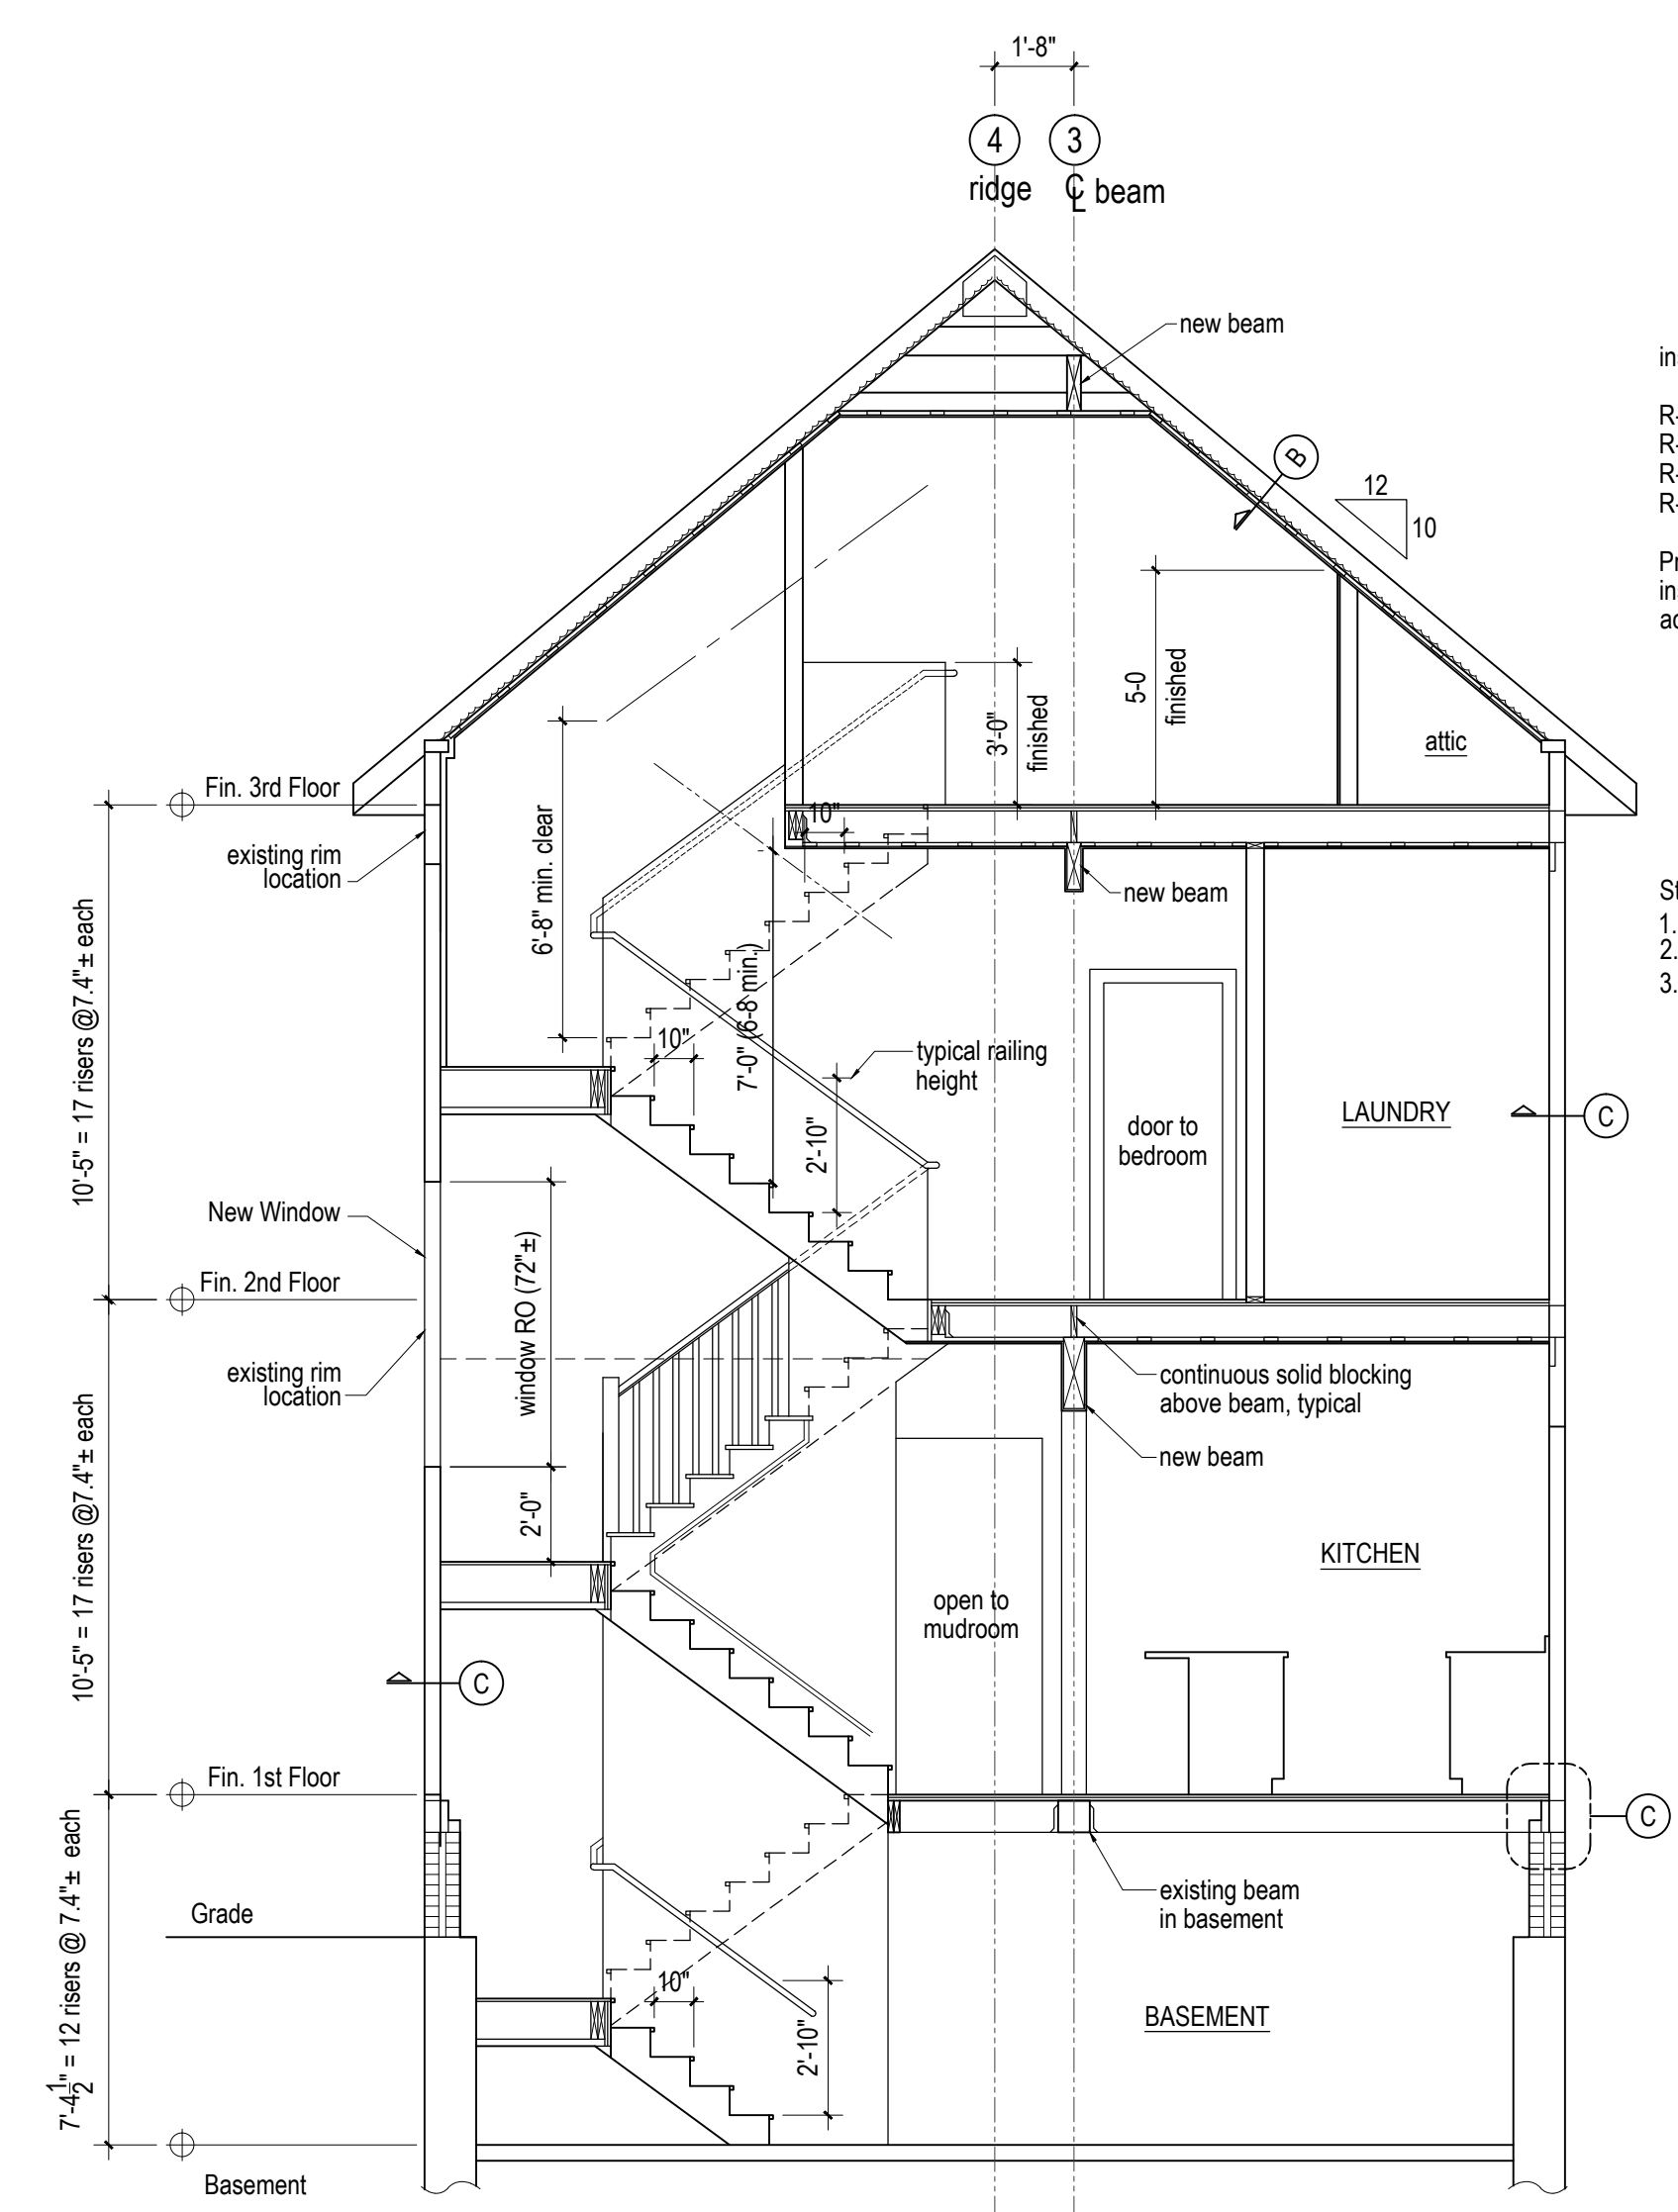 1'-8"
4
3
ridge
℄ beam
new beam
in
R-
R-
R-
R-
Pr
in
ac
B
12
10
5-0
finished
3'-0"
finished
attic
Fin. 3rd Floor
existing rim
location
6'-8" min. clear
10"
new beam
St
1.
2.
3.
10'-5" = 17 risers @7.4"± each
10"
7'-0" (6-8 min.)
typical railing
height
2'-10"
door to
bedroom
LAUNDRY
C
New Window
Fin. 2nd Floor
window RO (72"±)
existing rim
location
continuous solid blocking
above beam, typical
new beam
10'-5" = 17 risers @7.4"± each
2'-0"
KITCHEN
open to
mudroom
C
Fin. 1st Floor
C
7'-4 1/2" = 12 risers @ 7.4"± each
Grade
existing beam
in basement
10"
2'-10"
BASEMENT
Basement